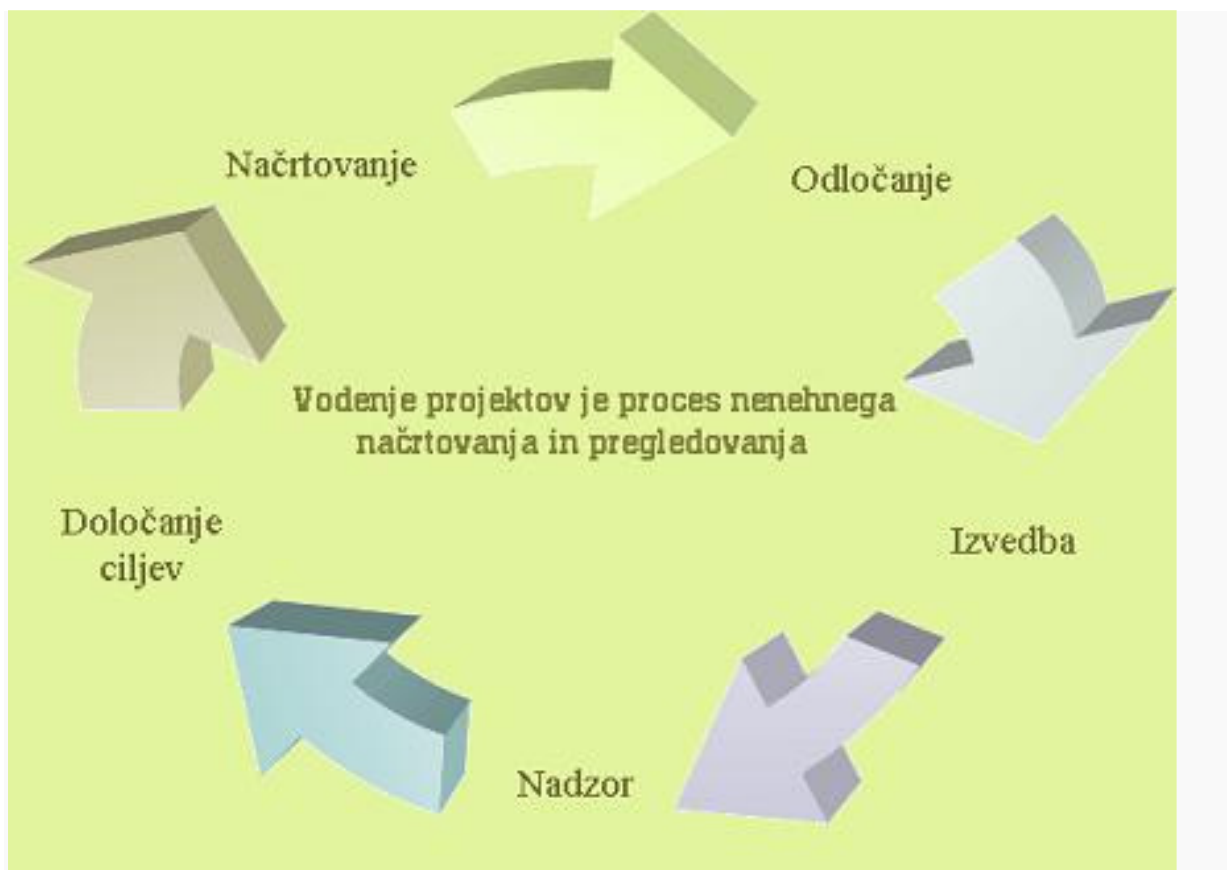 Načrtovanje
Odločanje
Vodenje projektov je proces nenehnega
načrtovanja in pregledovanja
Določanje
ciljev
Izvedba
Nadzor